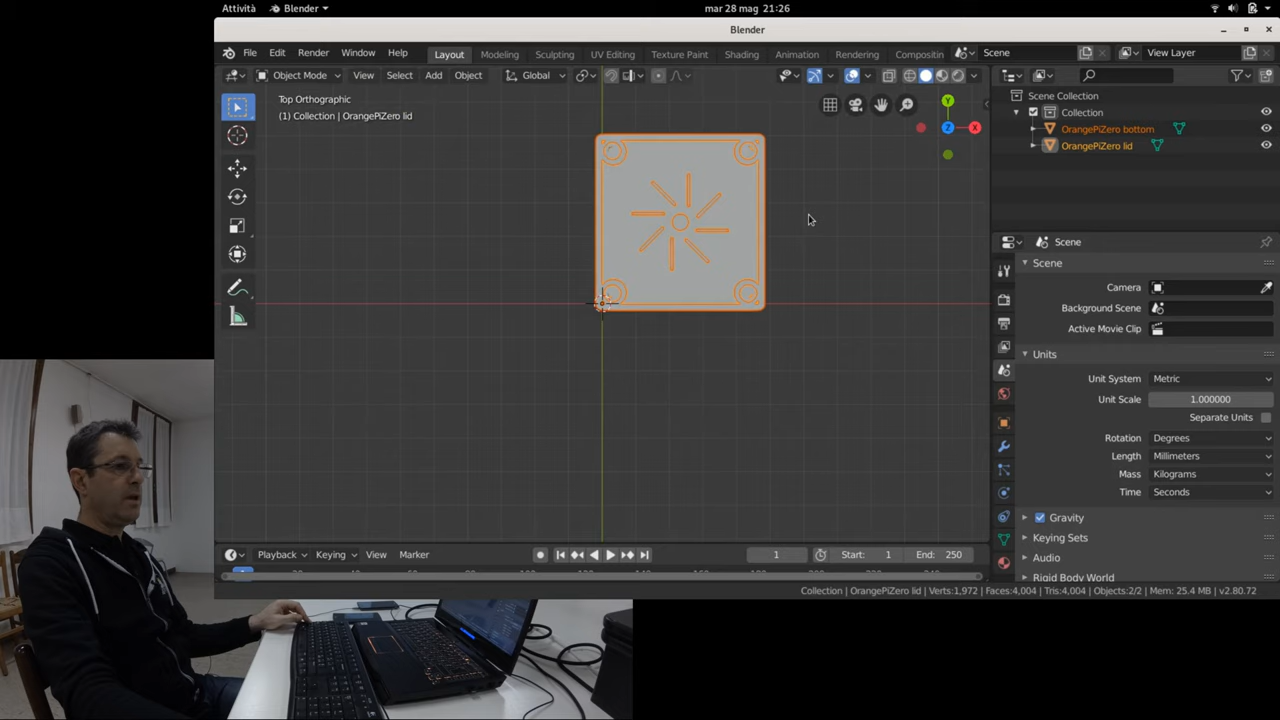 Attività Blender mar 28 mag 21:26
Blender
File Edit Render Window Help Layout Modeling Sculpting UV Editing Texture Paint Shading Animation Rendering Compositin Scene View Layer
Object Mode View Select Add Object Global
Top Orthographic
(1) Collection | OrangePiZero lid
Y
Z
X
Scene Collection
Collection
OrangePiZero bottom
OrangePiZero lid
Scene
Scene
Camera
Background Scene
Active Movie Clip
Units
Unit System Metric
Unit Scale 1.000000
Separate Units
Rotation Degrees
Length Millimeters
Mass Kilograms
Time Seconds
Gravity
Keying Sets
Audio
Rigid Body World
Playback Keying View Marker 1 Start: 1 End: 250
Collection | OrangePiZero lid | Verts:1,972 | Faces:4,004 | Tris:4,004 | Objects:2/2 | Mem: 25.4 MB | v2.80.72